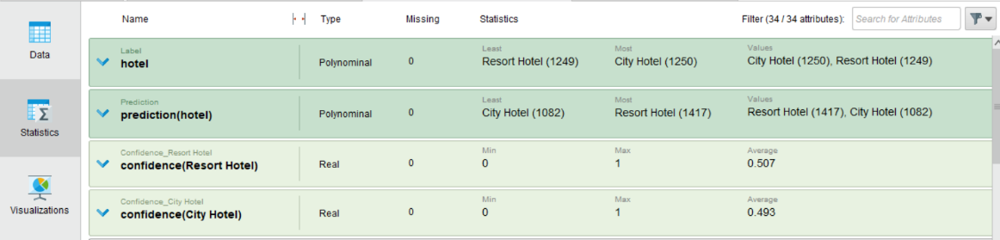 Name Type Missing Statistics Filter (34 / 34 attributes): Search for Attributes
Data
Statistics
Visualizations
Label Least Most Values
hotel Polynominal 0 Resort Hotel (1249) City Hotel (1250) City Hotel (1250), Resort Hotel (1249)
Prediction Least Most Values
prediction(hotel) Polynominal 0 City Hotel (1082) Resort Hotel (1417) Resort Hotel (1417), City Hotel (1082)
Confidence_Resort Hotel Min Max Average
confidence(Resort Hotel) Real 0 0 1 0.507
Confidence_City Hotel Min Max Average
confidence(City Hotel) Real 0 0 1 0.493